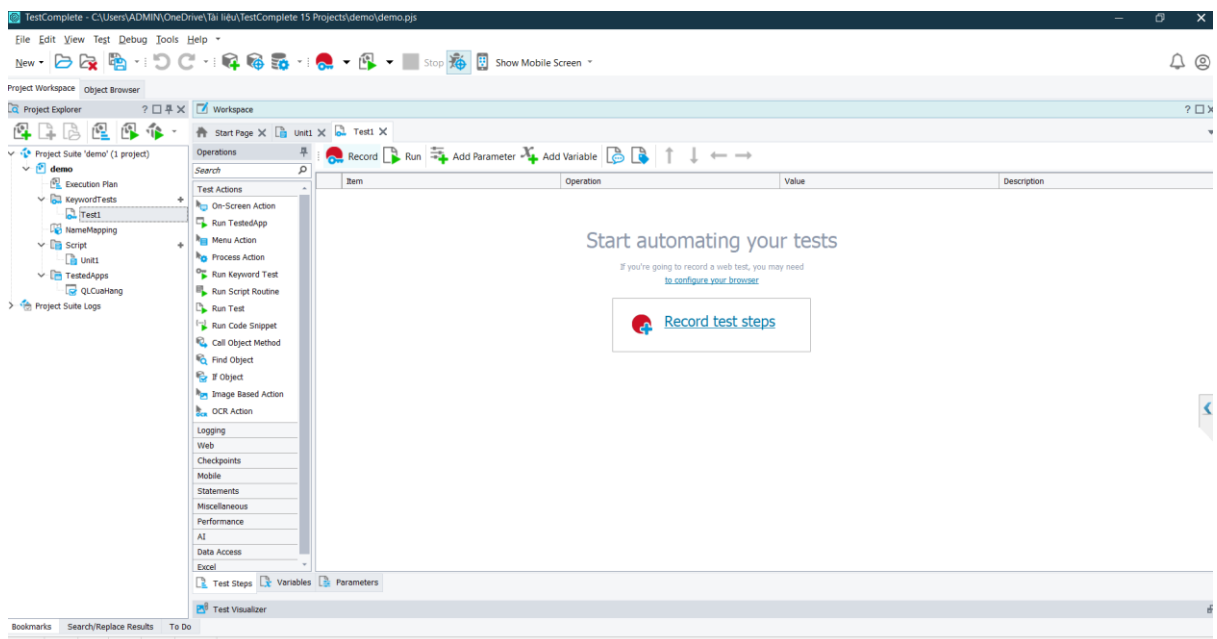 TestComplete - C:\Users\ADMIN\OneDrive\Tài liệu\TestComplete 15 Projects\demo\demo.pjs
File Edit View Test Debug Tools Help
New Stop Show Mobile Screen
Project Workspace Object Browser
Project Explorer
Workspace
Start Page Unit1 Test1
Project Suite 'demo' (1 project)
demo
Execution Plan
KeywordTests
Test1
NameMapping
Script
Unit1
TestedApps
QLCuaHang
Project Suite Logs
Operations
Search
Test Actions
On-Screen Action
Run TestedApp
Menu Action
Process Action
Run Keyword Test
Run Script Routine
Run Test
Run Code Snippet
Call Object Method
Find Object
If Object
Image Based Action
OCR Action
Logging
Web
Checkpoints
Mobile
Statements
Miscellaneous
Performance
AI
Data Access
Excel
Record Run Add Parameter Add Variable
Item Operation Value Description
Start automating your tests
If you're going to record a web test, you may need
to configure your browser
Record test steps
Test Steps Variables Parameters
Test Visualizer
Bookmarks Search/Replace Results To Do